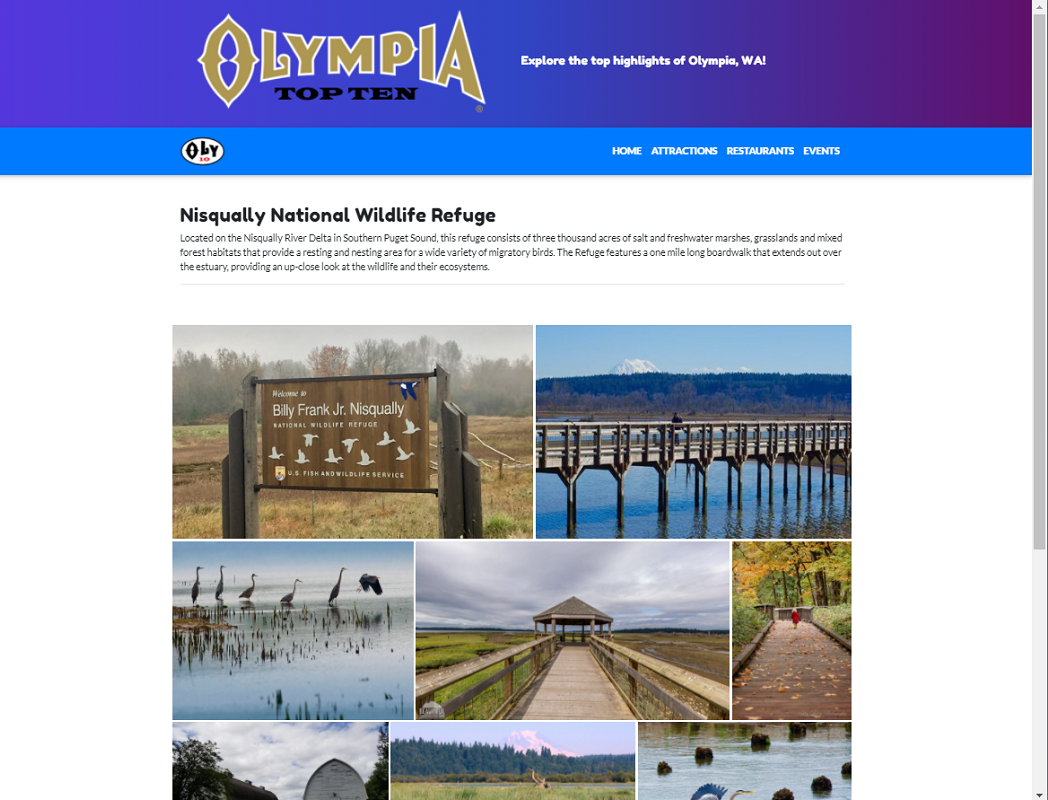 OLYMPIA
TOP TEN
®
Explore the top highlights of Olympia, WA!
OLY
10
HOME ATTRACTIONS RESTAURANTS EVENTS
Nisqually National Wildlife Refuge
Located on the Nisqually River Delta in Southern Puget Sound, this refuge consists of three thousand acres of salt and freshwater marshes, grasslands and mixed
forest habitats that provide a resting and nesting area for a wide variety of migratory birds. The Refuge features a one mile long boardwalk that extends out over
the estuary, providing an up-close look at the wildlife and their ecosystems.
Welcome to
Billy Frank Jr. Nisqually
NATIONAL WILDLIFE REFUGE
U.S. FISH AND WILDLIFE SERVICE